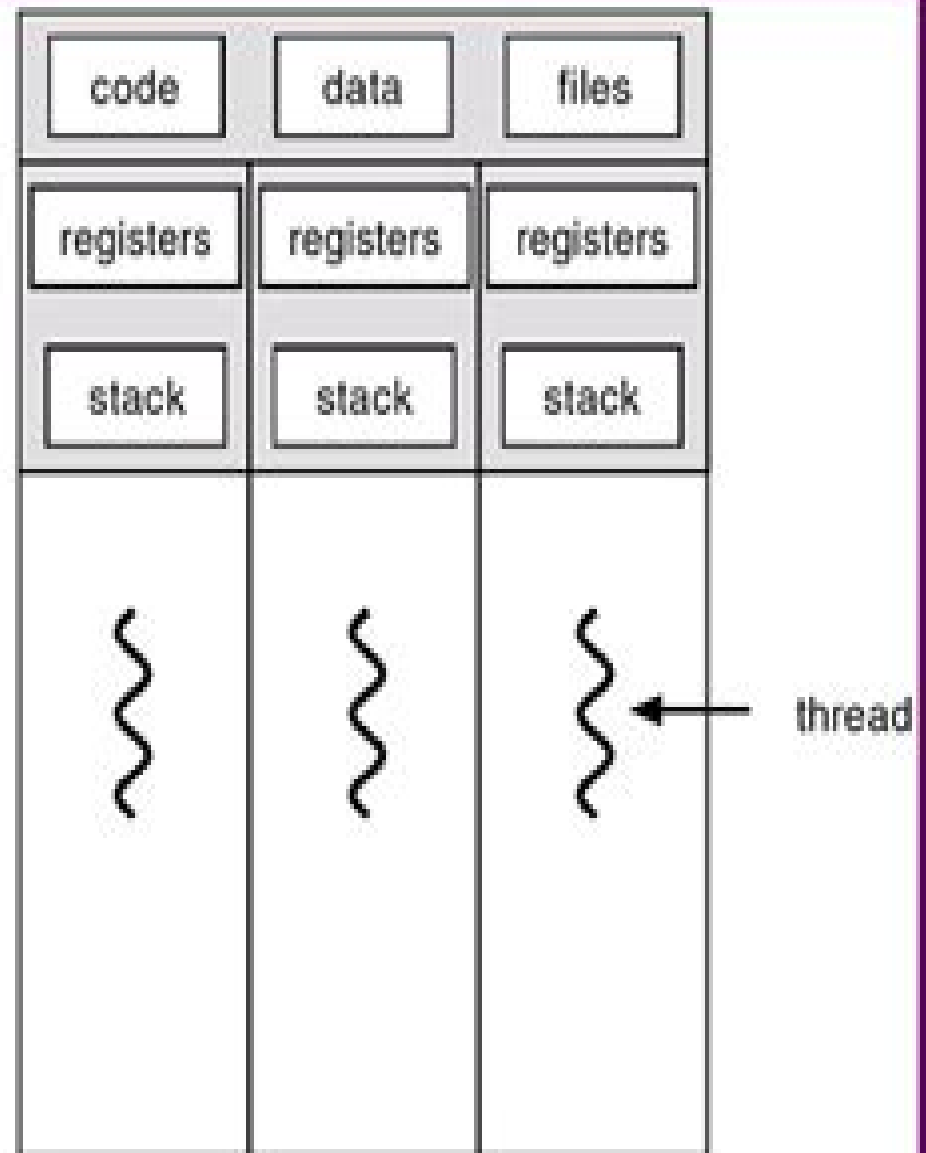 code data files
registers registers registers
stack stack stack
thread